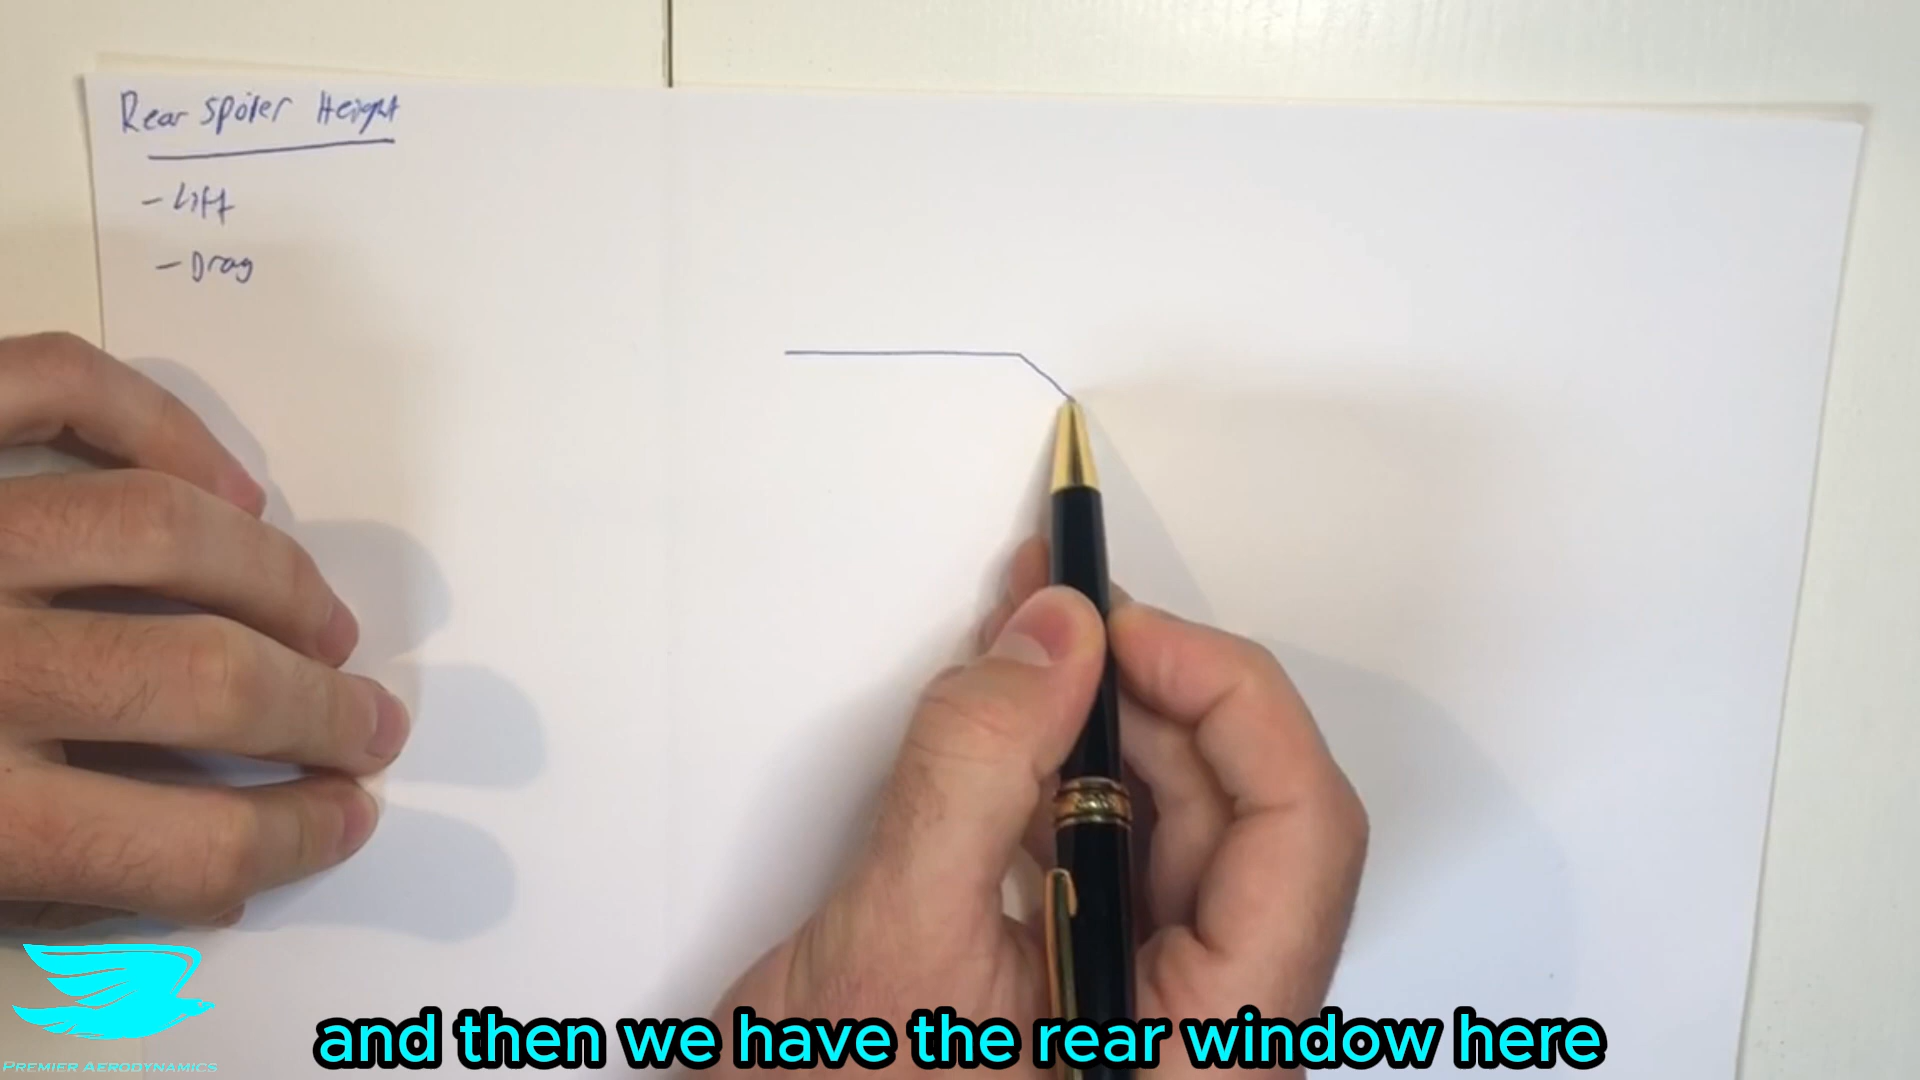 Rear Spoiler Height
- Lift
- Drag
and then we have the rear window here
PREMIER AERODYNAMICS